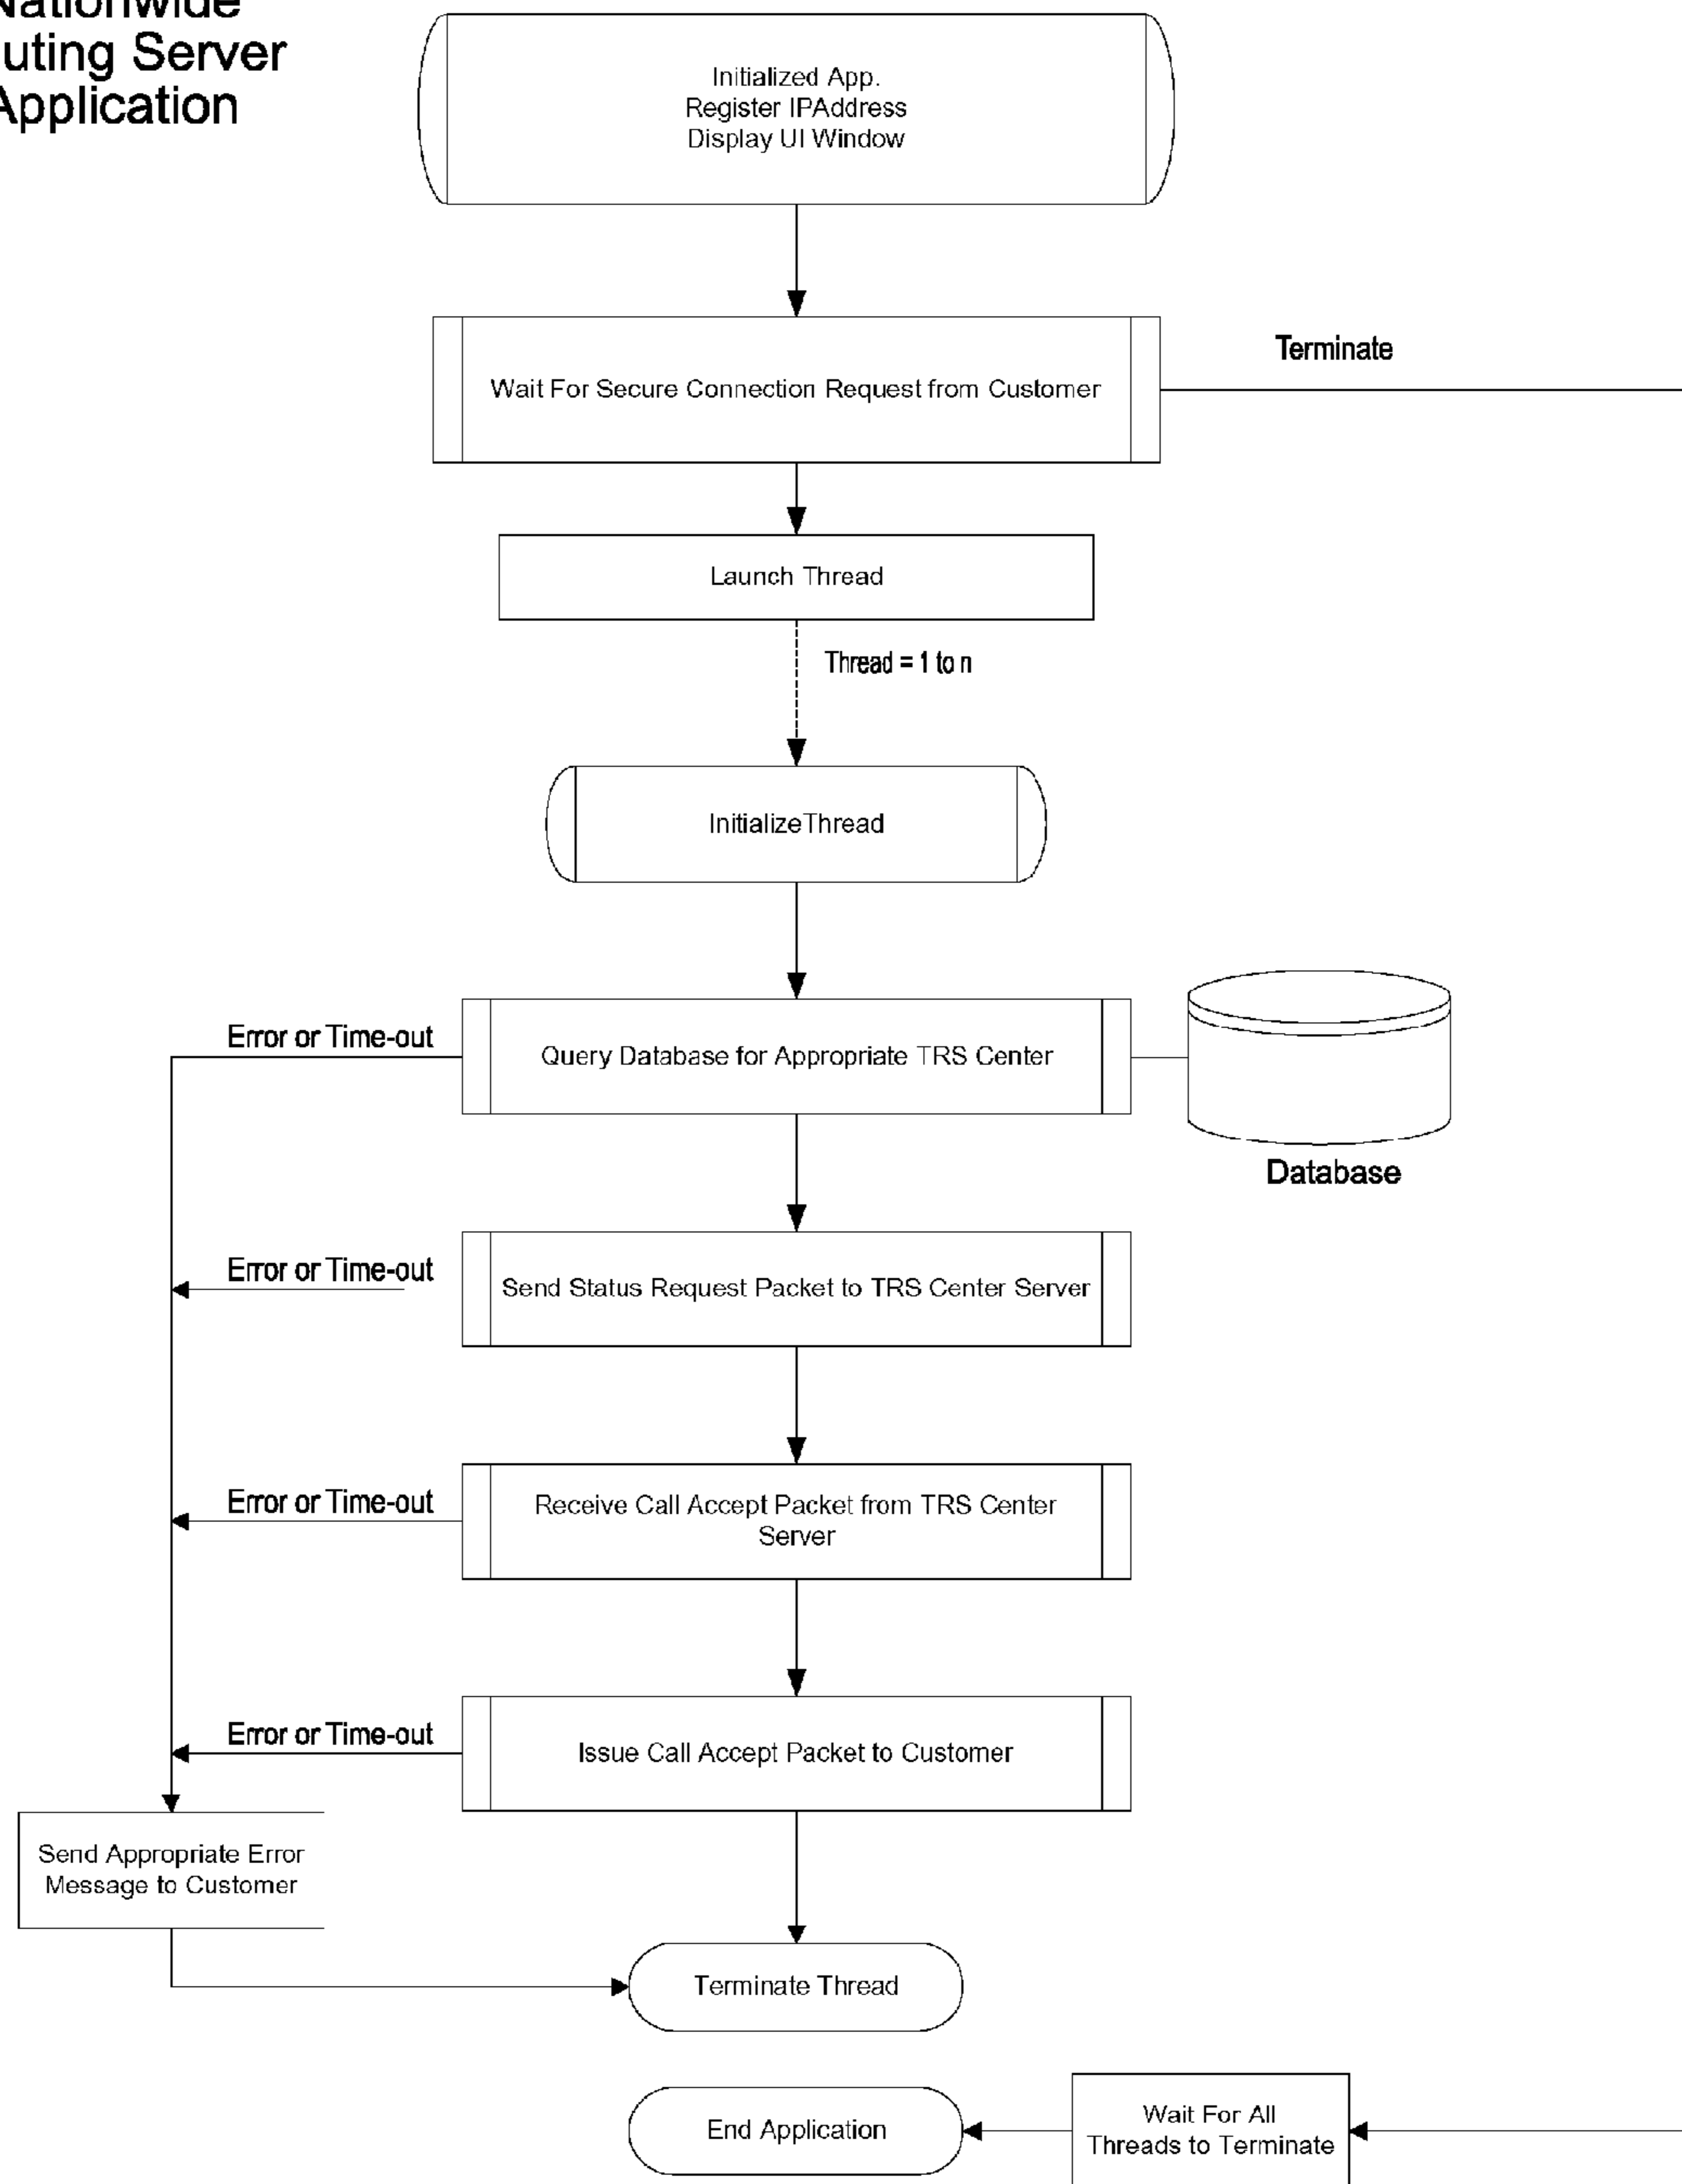 Nationwide
uting Server
Application
Initialized App.
Register IPAddress
Display UI Window
Terminate
Wait For Secure Connection Request from Customer
Launch Thread
Thread = 1 to n
InitializeThread
Error or Time-out
Query Database for Appropriate TRS Center
Database
Error or Time-out
Send Status Request Packet to TRS Center Server
Error or Time-out
Receive Call Accept Packet from TRS Center
Server
Error or Time-out
Issue Call Accept Packet to Customer
Send Appropriate Error
Message to Customer
Terminate Thread
End Application
Wait For All
Threads to Terminate